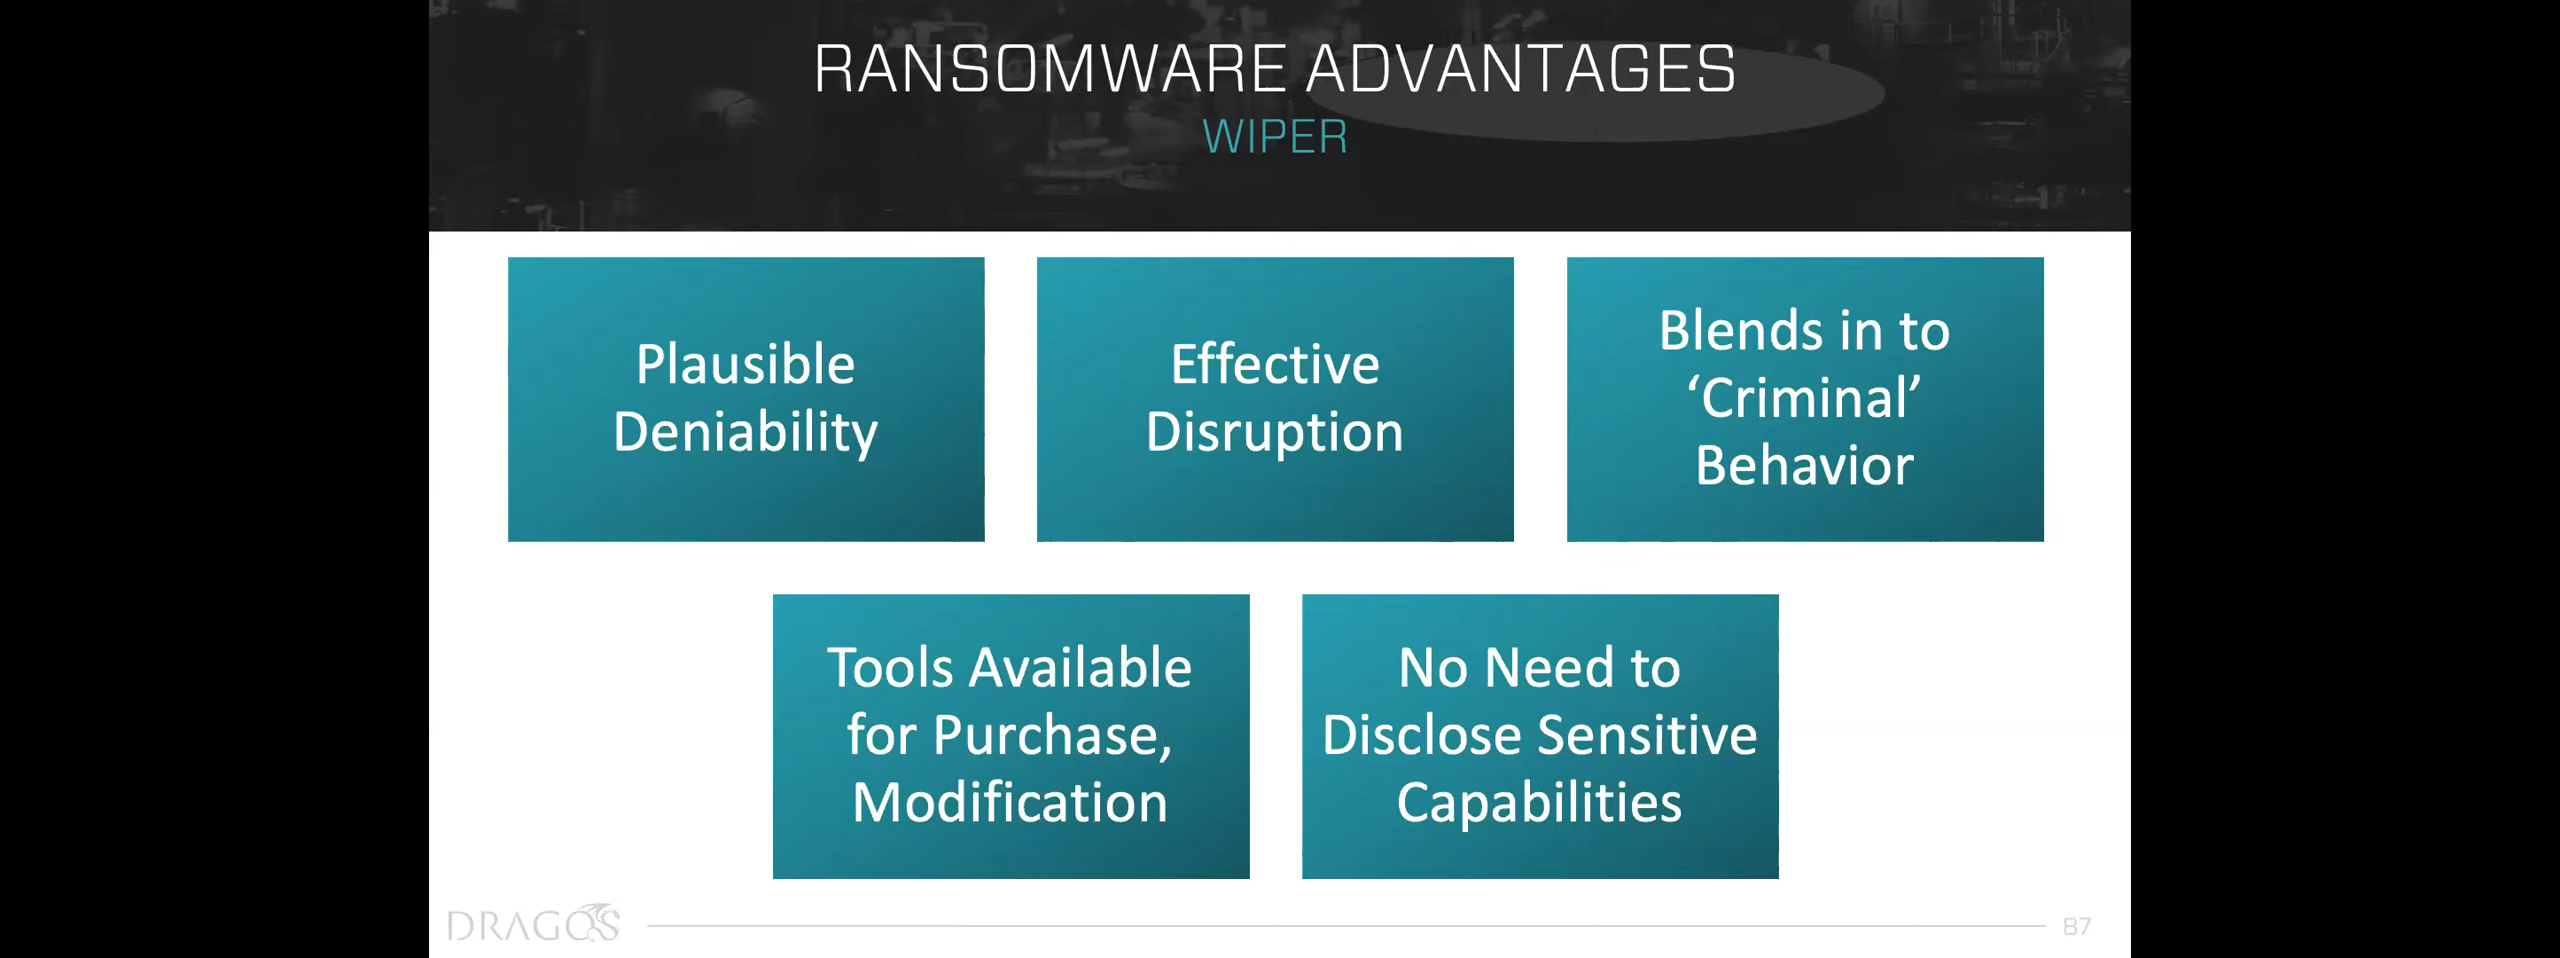 RANSOMWARE ADVANTAGES
WIPER
Plausible
Deniability
Effective
Disruption
Blends in to
‘Criminal’
Behavior
Tools Available
for Purchase,
Modification
No Need to
Disclose Sensitive
Capabilities
DRAGOS
87